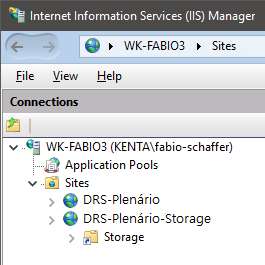 Internet Information Services (IIS) Manager
WK-FABIO3 Sites
File View Help
Connections
WK-FABIO3 (KENTA\fabio-schaffer)
Application Pools
Sites
DRS-Plenário
DRS-Plenário-Storage
Storage